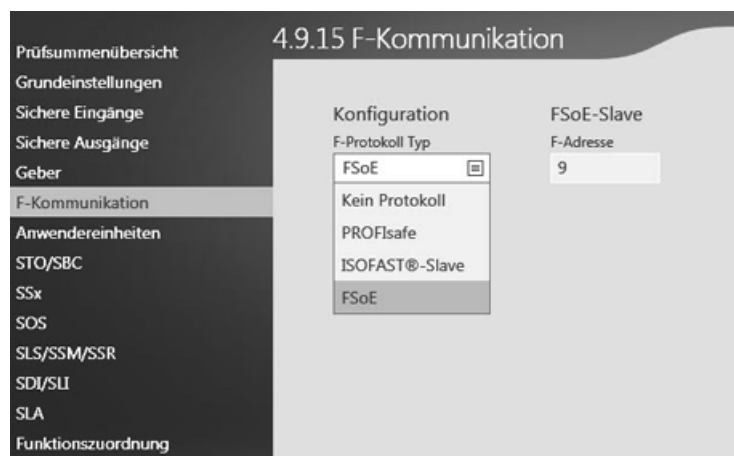 Prüfsummenübersicht
Grundeinstellungen
Sichere Eingänge
Sichere Ausgänge
Geber
F-Kommunikation
Anwendereinheiten
STO/SBC
SSx
SOS
SLS/SSM/SSR
SDI/SLI
SLA
Funktionszuordnung
4.9.15 F-Kommunikation
Konfiguration
F-Protokoll Typ
FSoE
Kein Protokoll
PROFIsafe
ISOFAST®-Slave
FSoE
FSoE-Slave
F-Adresse
9